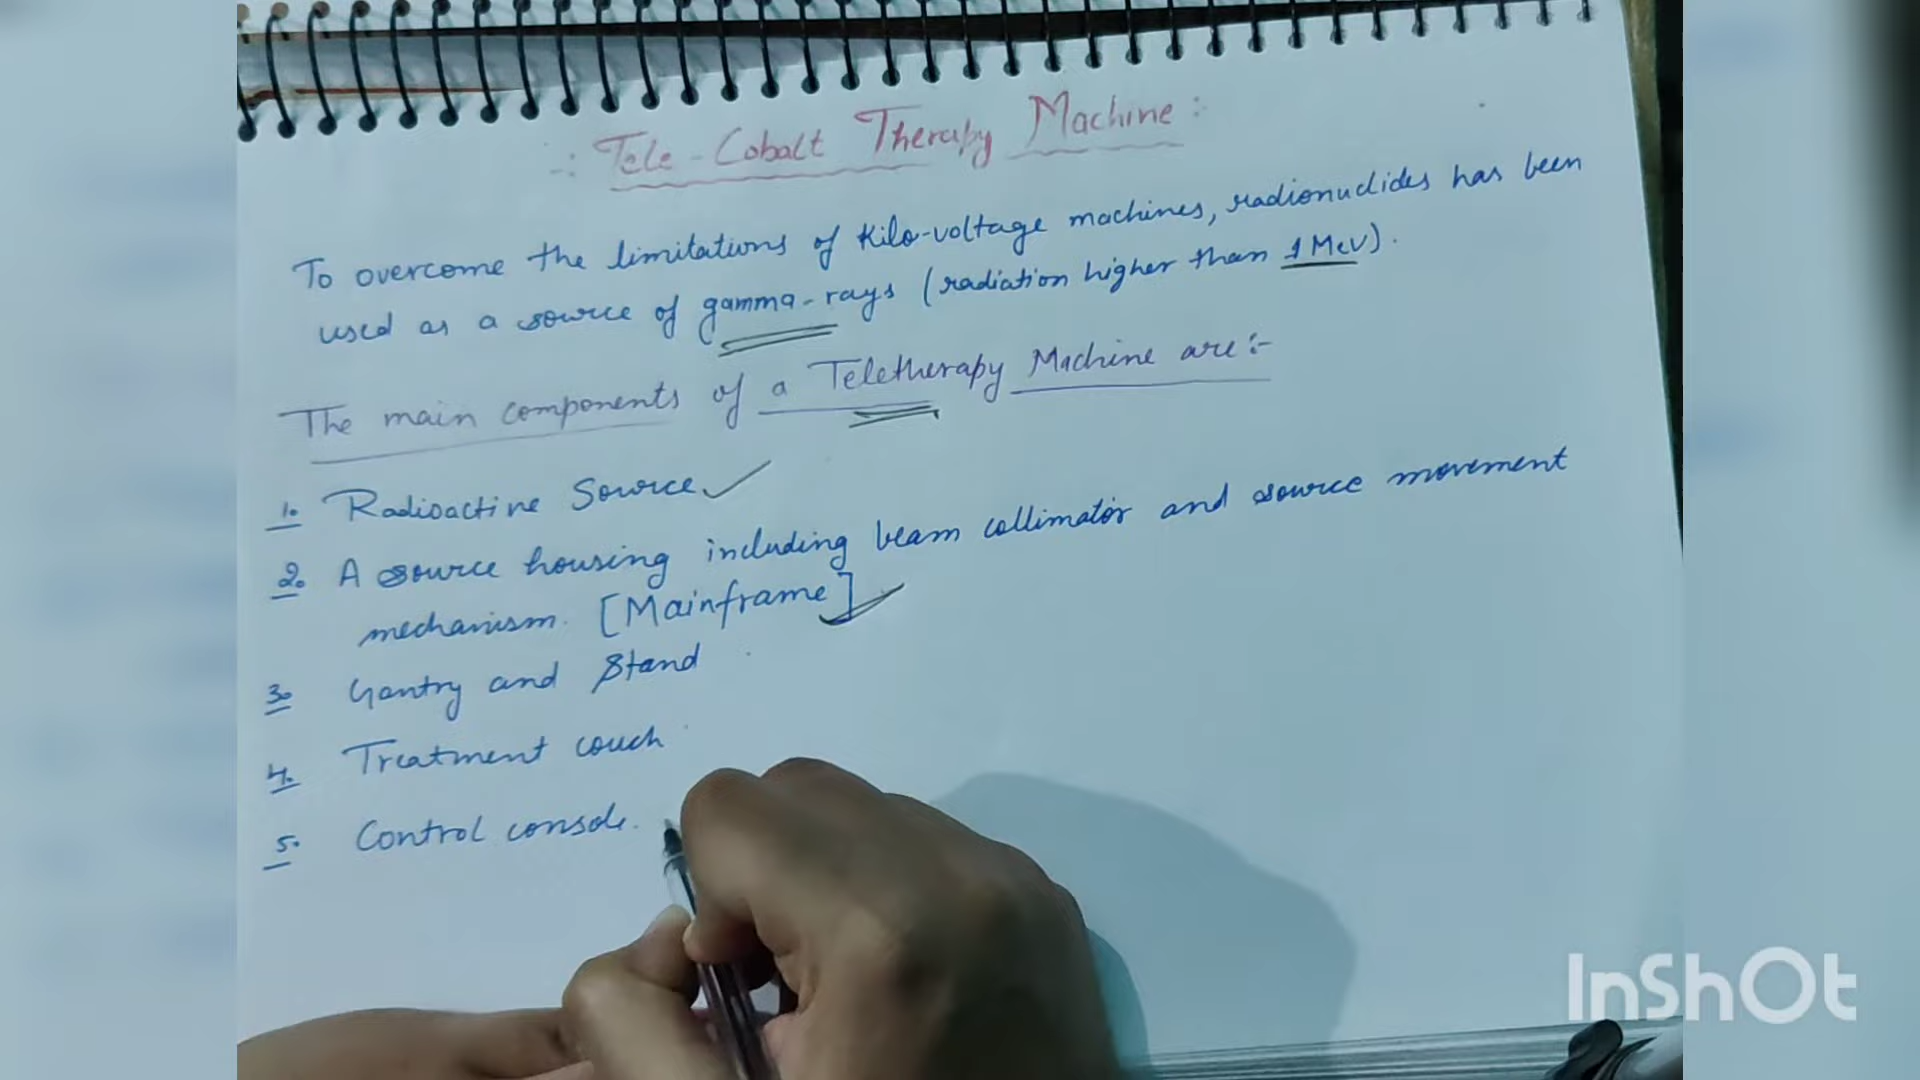 ∴ Tele-Cobalt Therapy Machine :
To overcome the limitations of Kilo-voltage machines, radionuclides has been
used as a source of gamma-rays (radiation higher than 1 MeV).
The main components of a Teletherapy Machine are:-
1. Radioactive Source
2. A source housing including beam collimator and source movement
mechanism. [Mainframe]
3. Gantry and Stand
4. Treatment couch
5. Control console.
InShOt